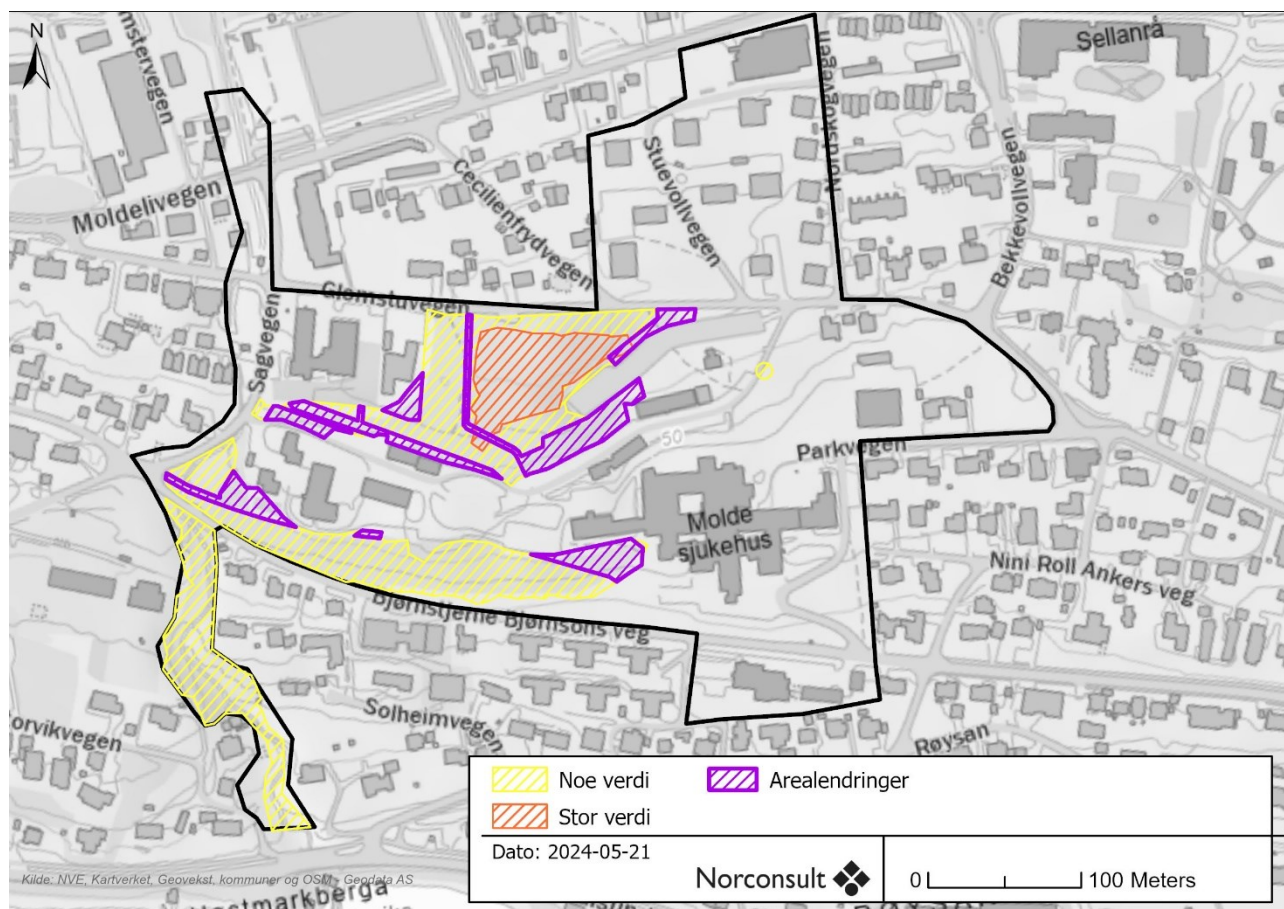 N
Sellanrå
Moldelivegen
Cecilienfrydvegen
Stuevollvegen
Bekkevollvegen
Glomstuvegen
Sagvegen
50
Parkvegen
Molde
sjukehus
Nini Roll Ankers veg
Bjørnstjerne Bjørnsons veg
Solheimvegen
Røysan
Noe verdi
Arealendringer
Stor verdi
Dato: 2024-05-21
Norconsult
0 100 Meters
Kilde: NVE, Kartverket, Geovekst, kommuner og OSM - Geodata AS